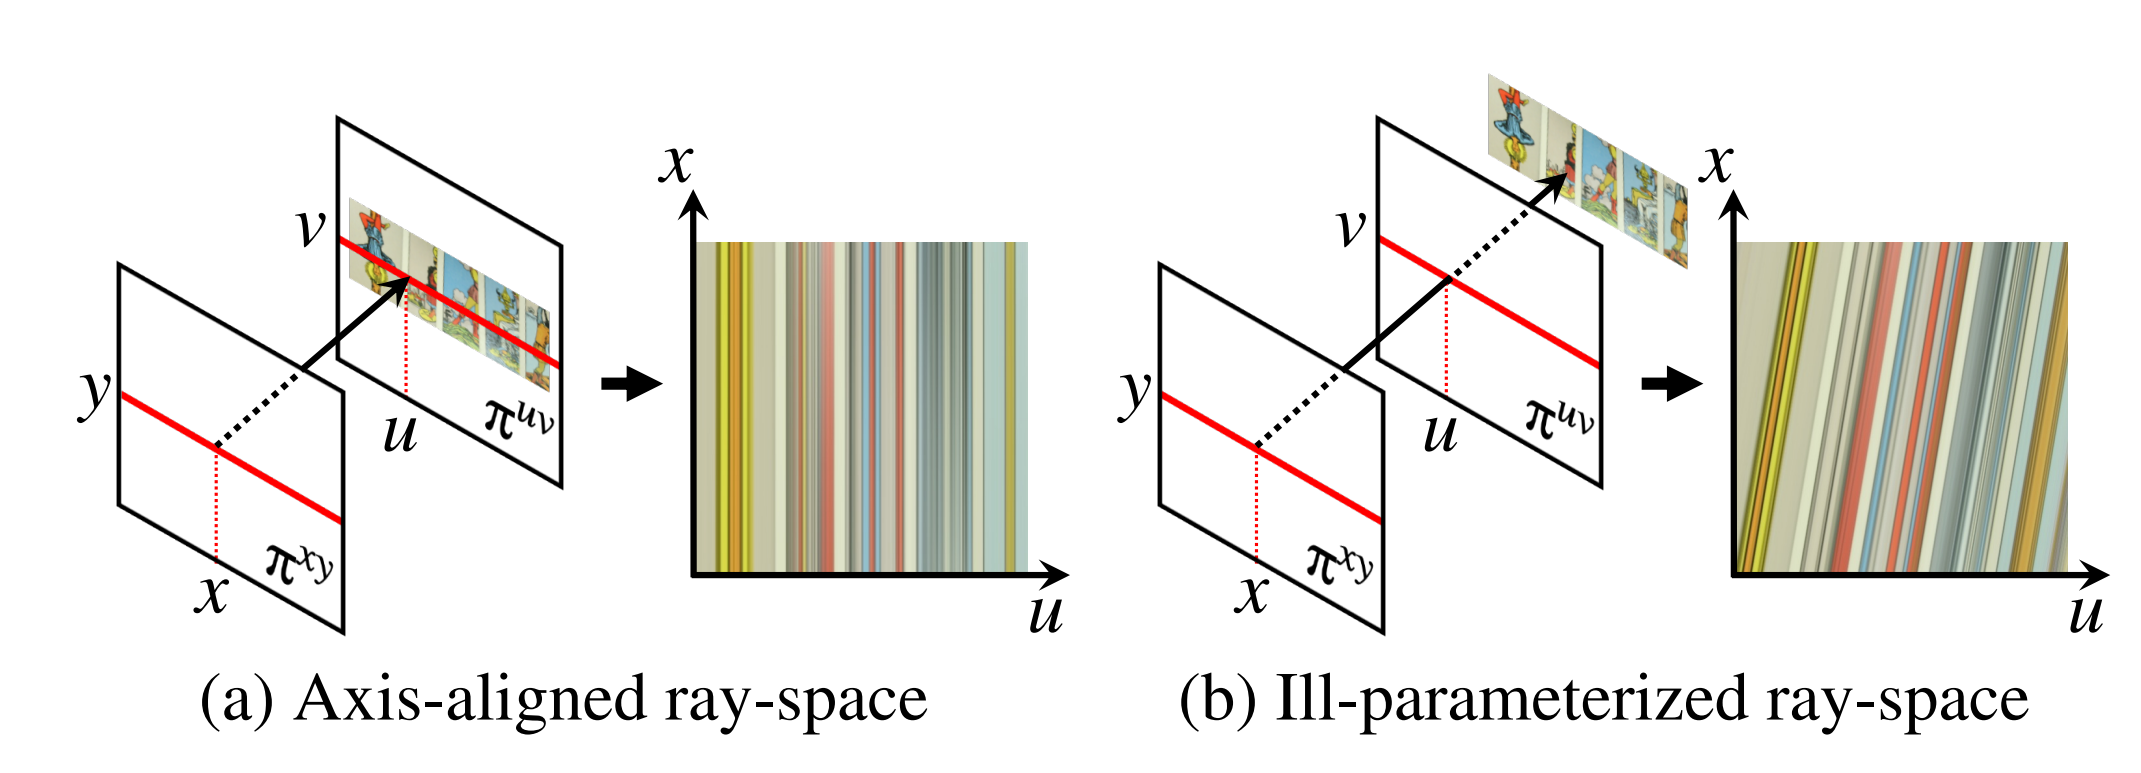 x
v
y
u
π^{uv}
x
π^{xy}
u
(a) Axis-aligned ray-space
x
v
y
u
π^{uv}
x
π^{xy}
u
(b) Ill-parameterized ray-space